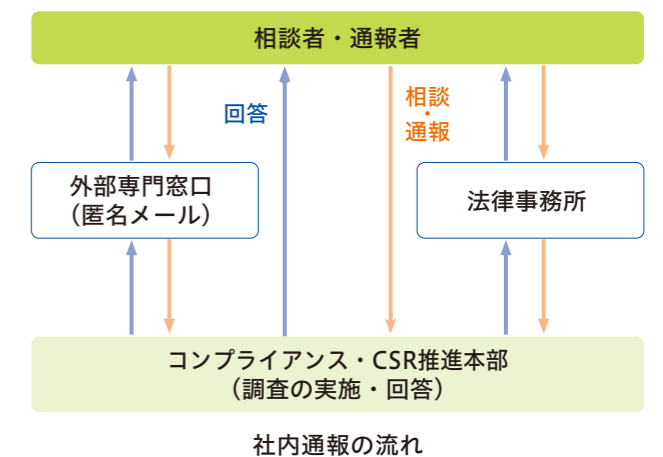 相談者・通報者
回答
相談
・
通報
外部専門窓口
（匿名メール）
法律事務所
コンプライアンス・CSR推進本部
（調査の実施・回答）
社内通報の流れ